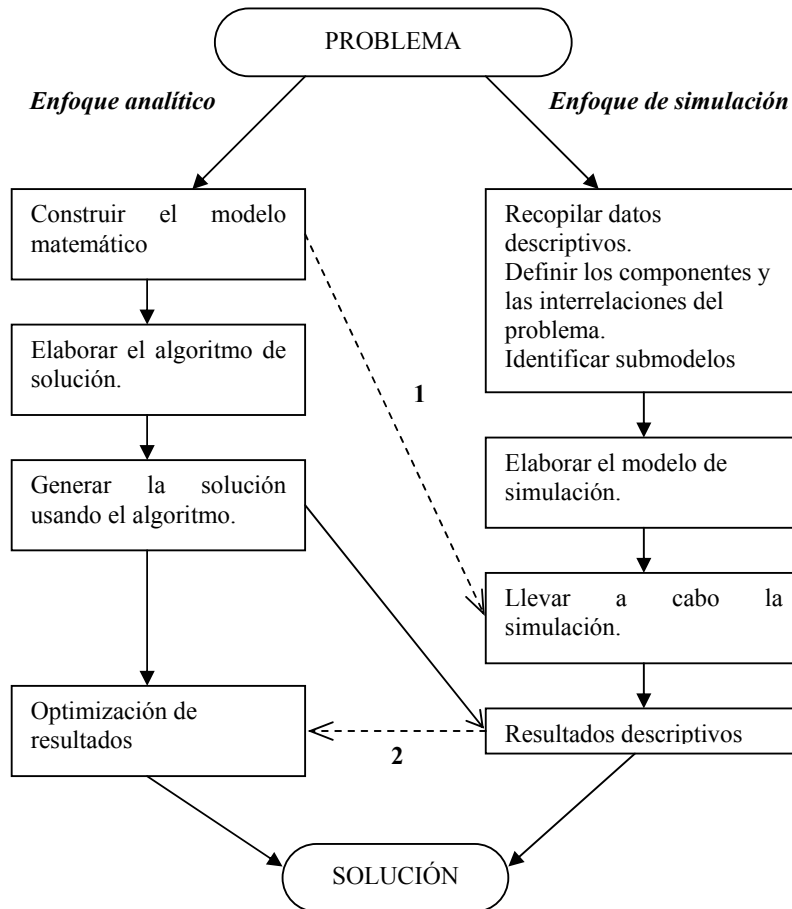 PROBLEMA
Enfoque analítico
Enfoque de simulación
Construir el modelo
matemático
Elaborar el algoritmo de
solución.
Generar la solución
usando el algoritmo.
Optimización de
resultados
1
2
Recopilar datos
descriptivos.
Definir los componentes y
las interrelaciones del
problema.
Identificar submodelos
Elaborar el modelo de
simulación.
Llevar a cabo la
simulación.
Resultados descriptivos
SOLUCIÓN